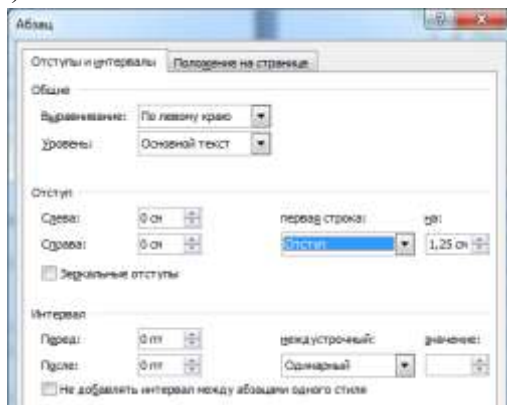 )
Абзац
Отступы и интервалы Положение на странице
Общие
Выравнивание: По левому краю
Уровень: Основной текст
Отступ
Слева: 0 см первая строка: на:
Справа: 0 см Отступ 1,25 см
Зеркальные отступы
Интервал
Перед: 0 пт междустрочный: значение:
После: 0 пт Одинарный
Не добавлять интервал между абзацами одного стиля